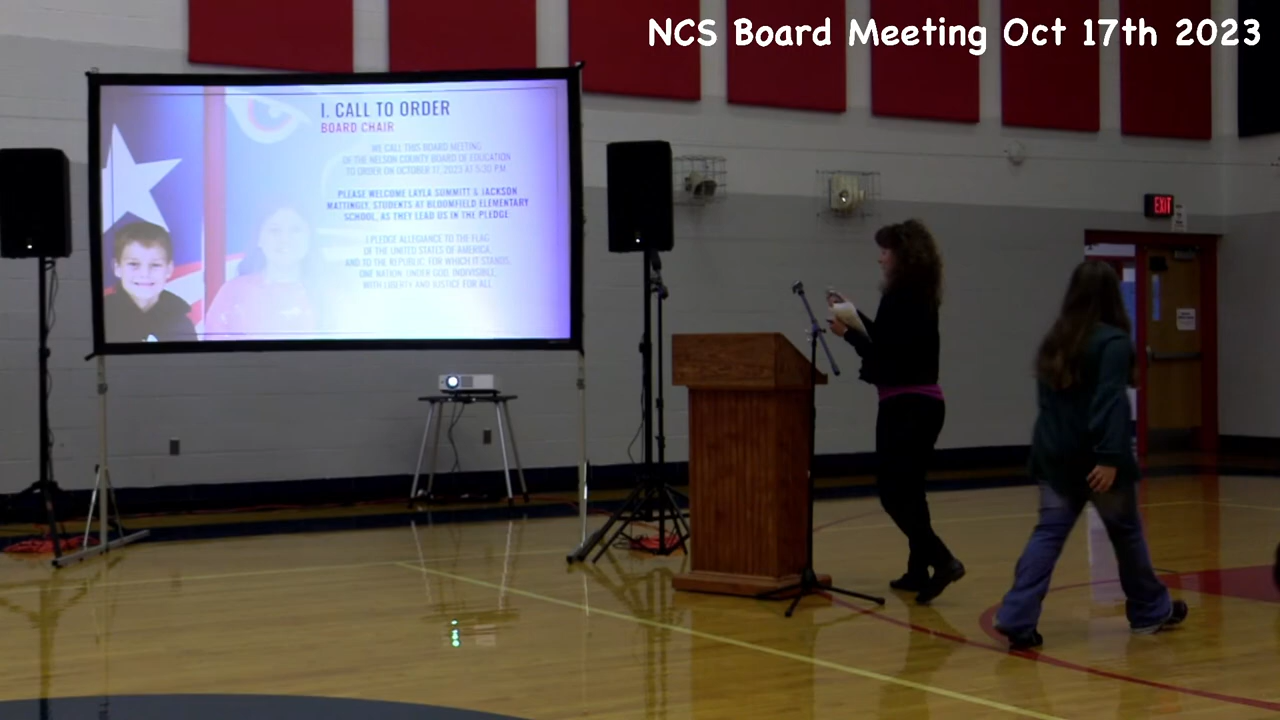 NCS Board Meeting Oct 17th 2023
I. CALL TO ORDER
BOARD CHAIR
WE CALL THIS BOARD MEETING
OF THE NELSON COUNTY BOARD OF EDUCATION
TO ORDER ON OCTOBER 17, 2023 AT 5:30 P.M.
PLEASE WELCOME LAYLA SUMMITT & JACKSON
MATTINGLY, STUDENTS AT BLOOMFIELD ELEMENTARY
SCHOOL, AS THEY LEAD US IN THE PLEDGE:
I PLEDGE ALLEGIANCE TO THE FLAG
OF THE UNITED STATES OF AMERICA,
AND TO THE REPUBLIC FOR WHICH IT STANDS,
ONE NATION, UNDER GOD, INDIVISIBLE,
WITH LIBERTY AND JUSTICE FOR ALL.
EXIT